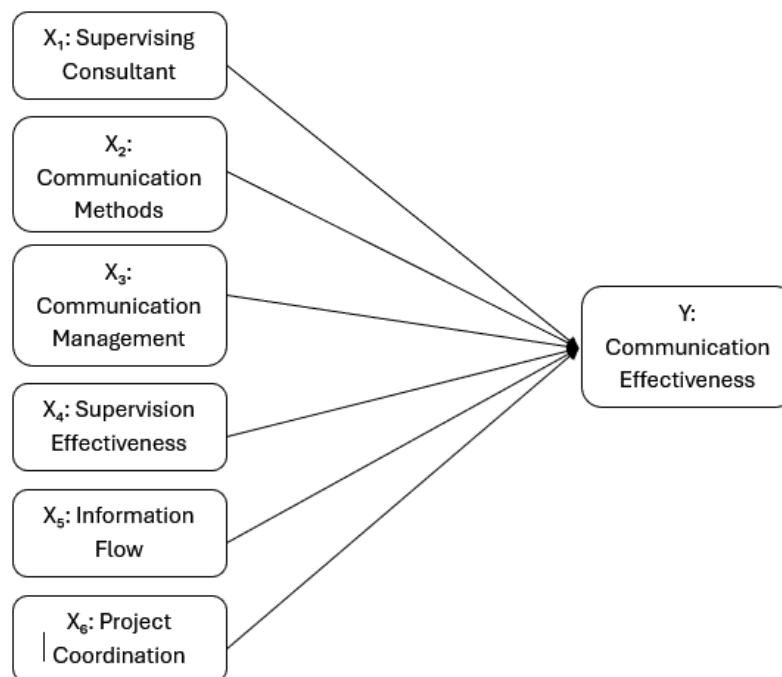 X₁: Supervising
Consultant
X₂:
Communication
Methods
X₃:
Communication
Management
X₄: Supervision
Effectiveness
X₅: Information
Flow
X₆: Project
Coordination
Y:
Communication
Effectiveness